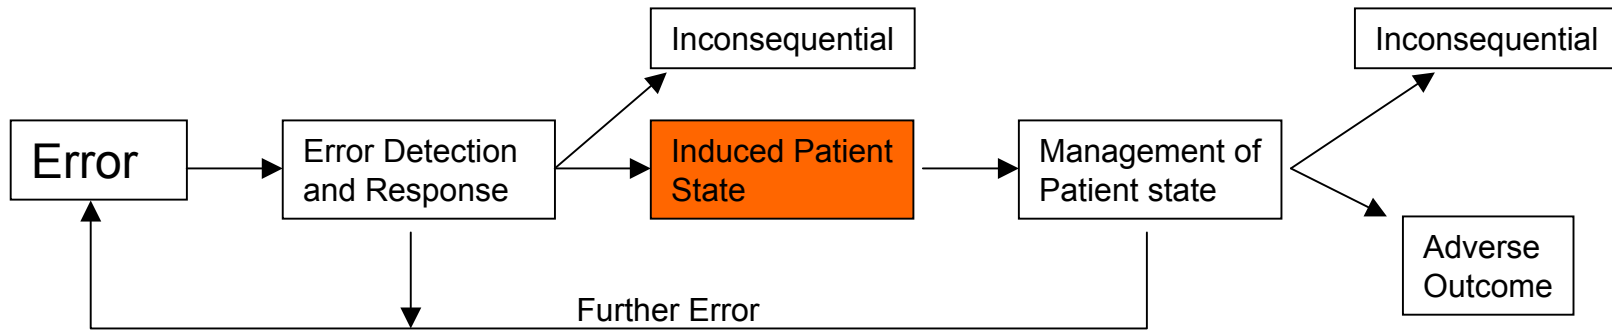 Inconsequential
Inconsequential
Error
Error Detection
and Response
Induced Patient
State
Management of
Patient state
Adverse
Outcome
Further Error